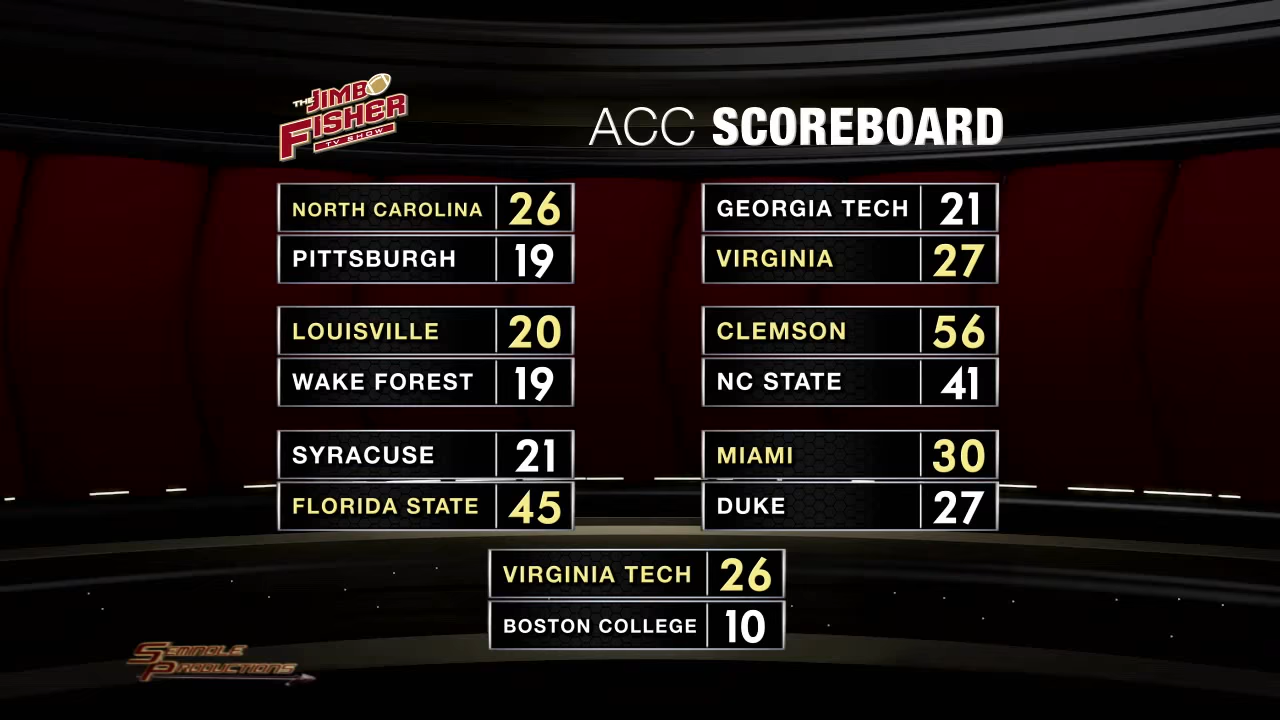 THE JIMBO
FISHER
TV SHOW
ACC SCOREBOARD
NORTH CAROLINA 26
PITTSBURGH 19
GEORGIA TECH 21
VIRGINIA 27
LOUISVILLE 20
WAKE FOREST 19
CLEMSON 56
NC STATE 41
SYRACUSE 21
FLORIDA STATE 45
MIAMI 30
DUKE 27
VIRGINIA TECH 26
BOSTON COLLEGE 10
SEMINOLE
PRODUCTIONS